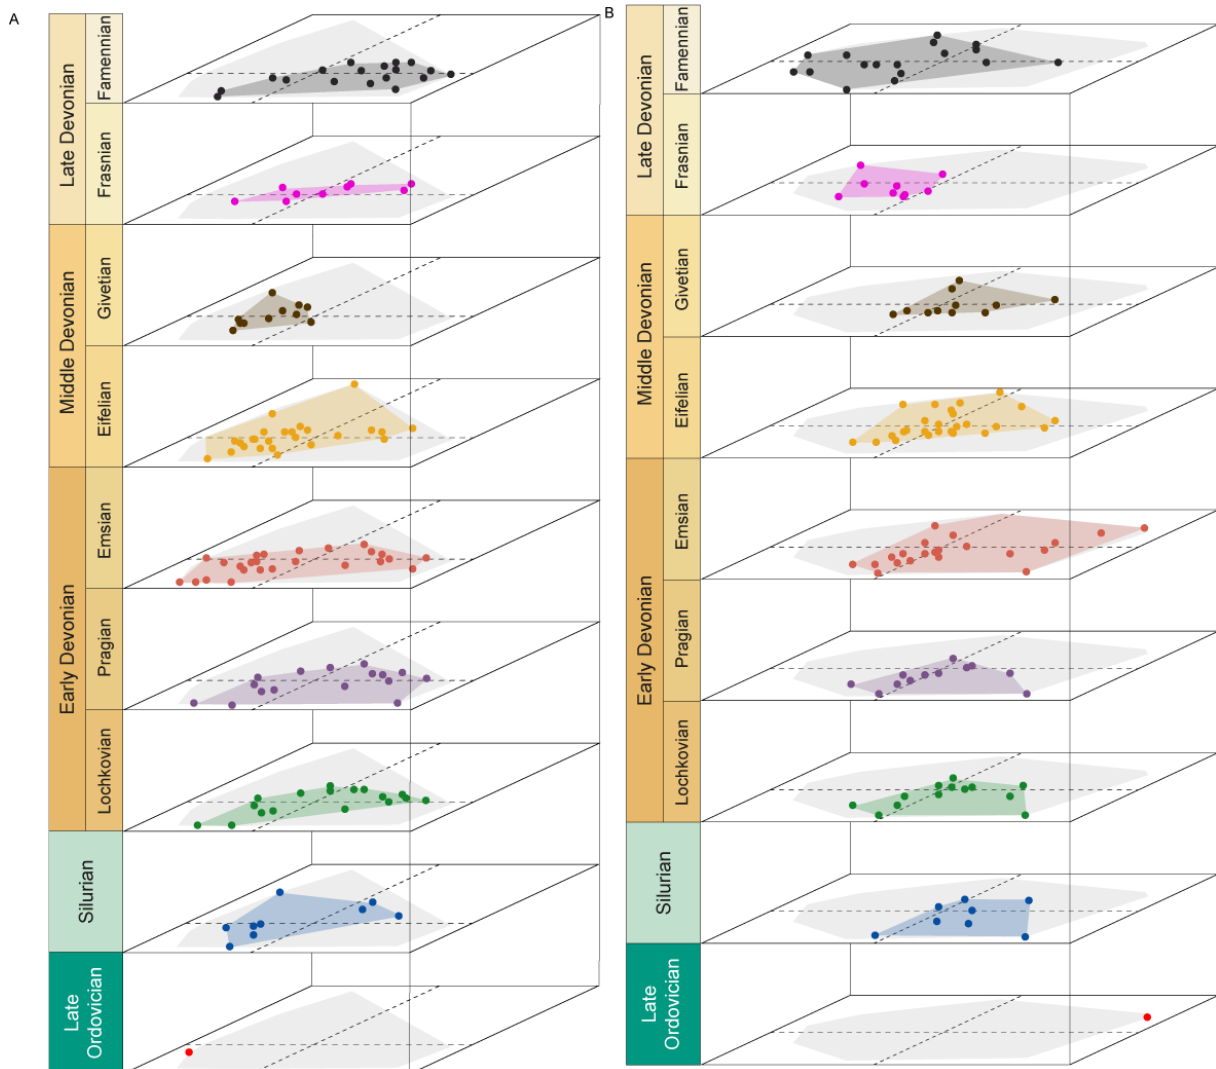 A
Late Devonian
Famennian
Frasnian
Middle Devonian
Givetian
Eifelian
Early Devonian
Emsian
Pragian
Lochkovian
Silurian
Late
Ordovician
B
Late Devonian
Famennian
Frasnian
Middle Devonian
Givetian
Eifelian
Early Devonian
Emsian
Pragian
Lochkovian
Silurian
Late
Ordovician